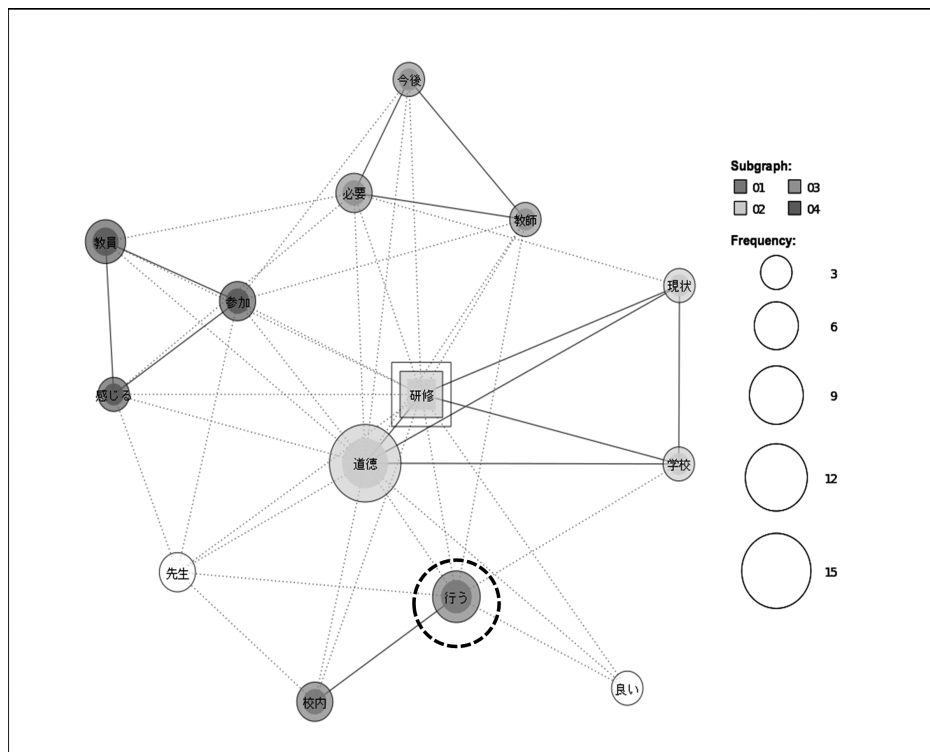 今後
必要
教師
教員
現状
参加
研修
感じる
道徳
学校
先生
行う
校内
良い
Subgraph:
01 03
02 04
Frequency:
3
6
9
12
15